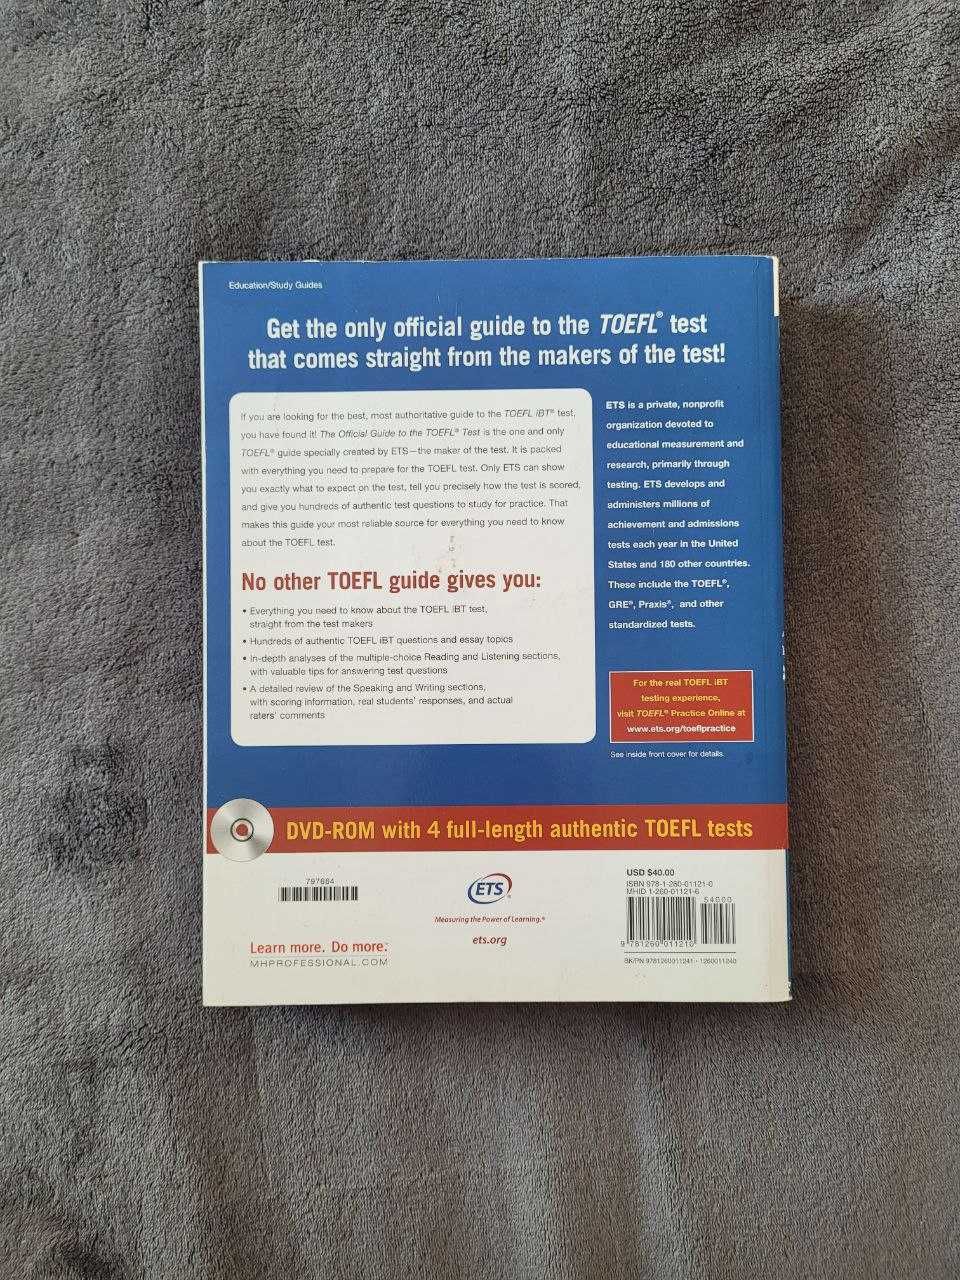 Education/Study Guides
Get the only official guide to the TOEFL® test
that comes straight from the makers of the test!
If you are looking for the best, most authoritative guide to the TOEFL iBT® test,
you have found it! The Official Guide to the TOEFL® Test is the one and only
TOEFL® guide specially created by ETS—the maker of the test. It is packed
with everything you need to prepare for the TOEFL test. Only ETS can show
you exactly what to expect on the test, tell you precisely how the test is scored,
and give you hundreds of authentic test questions to study for practice. That
makes this guide your most reliable source for everything you need to know
about the TOEFL test.
No other TOEFL guide gives you:
• Everything you need to know about the TOEFL iBT test,
straight from the test makers
• Hundreds of authentic TOEFL iBT questions and essay topics
• In-depth analyses of the multiple-choice Reading and Listening sections,
with valuable tips for answering test questions
• A detailed review of the Speaking and Writing sections,
with scoring information, real students' responses, and actual
raters' comments
ETS is a private, nonprofit
organization devoted to
educational measurement and
research, primarily through
testing. ETS develops and
administers millions of
achievement and admissions
tests each year in the United
States and 180 other countries.
These include the TOEFL®,
GRE®, Praxis®, and other
standardized tests.
For the real TOEFL iBT
testing experience,
visit TOEFL® Practice Online at
www.ets.org/toeflpractice
See inside front cover for details.
DVD-ROM with 4 full-length authentic TOEFL tests
797684
Learn more. Do more.
MHPROFESSIONAL.COM
ETS®
Measuring the Power of Learning.®
ets.org
USD $40.00
ISBN 978-1-260-01121-0
MHID 1-260-01121-6
54000
9 781260 011210
BK/PN 9781260011241 · 1260011240